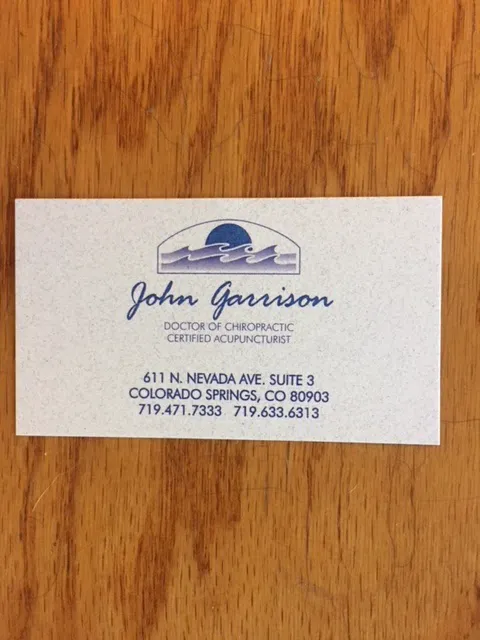 John Garrison
DOCTOR OF CHIROPRACTIC
CERTIFIED ACUPUNCTURIST
611 N. NEVADA AVE. SUITE 3
COLORADO SPRINGS, CO 80903
719.471.7333 719.633.6313